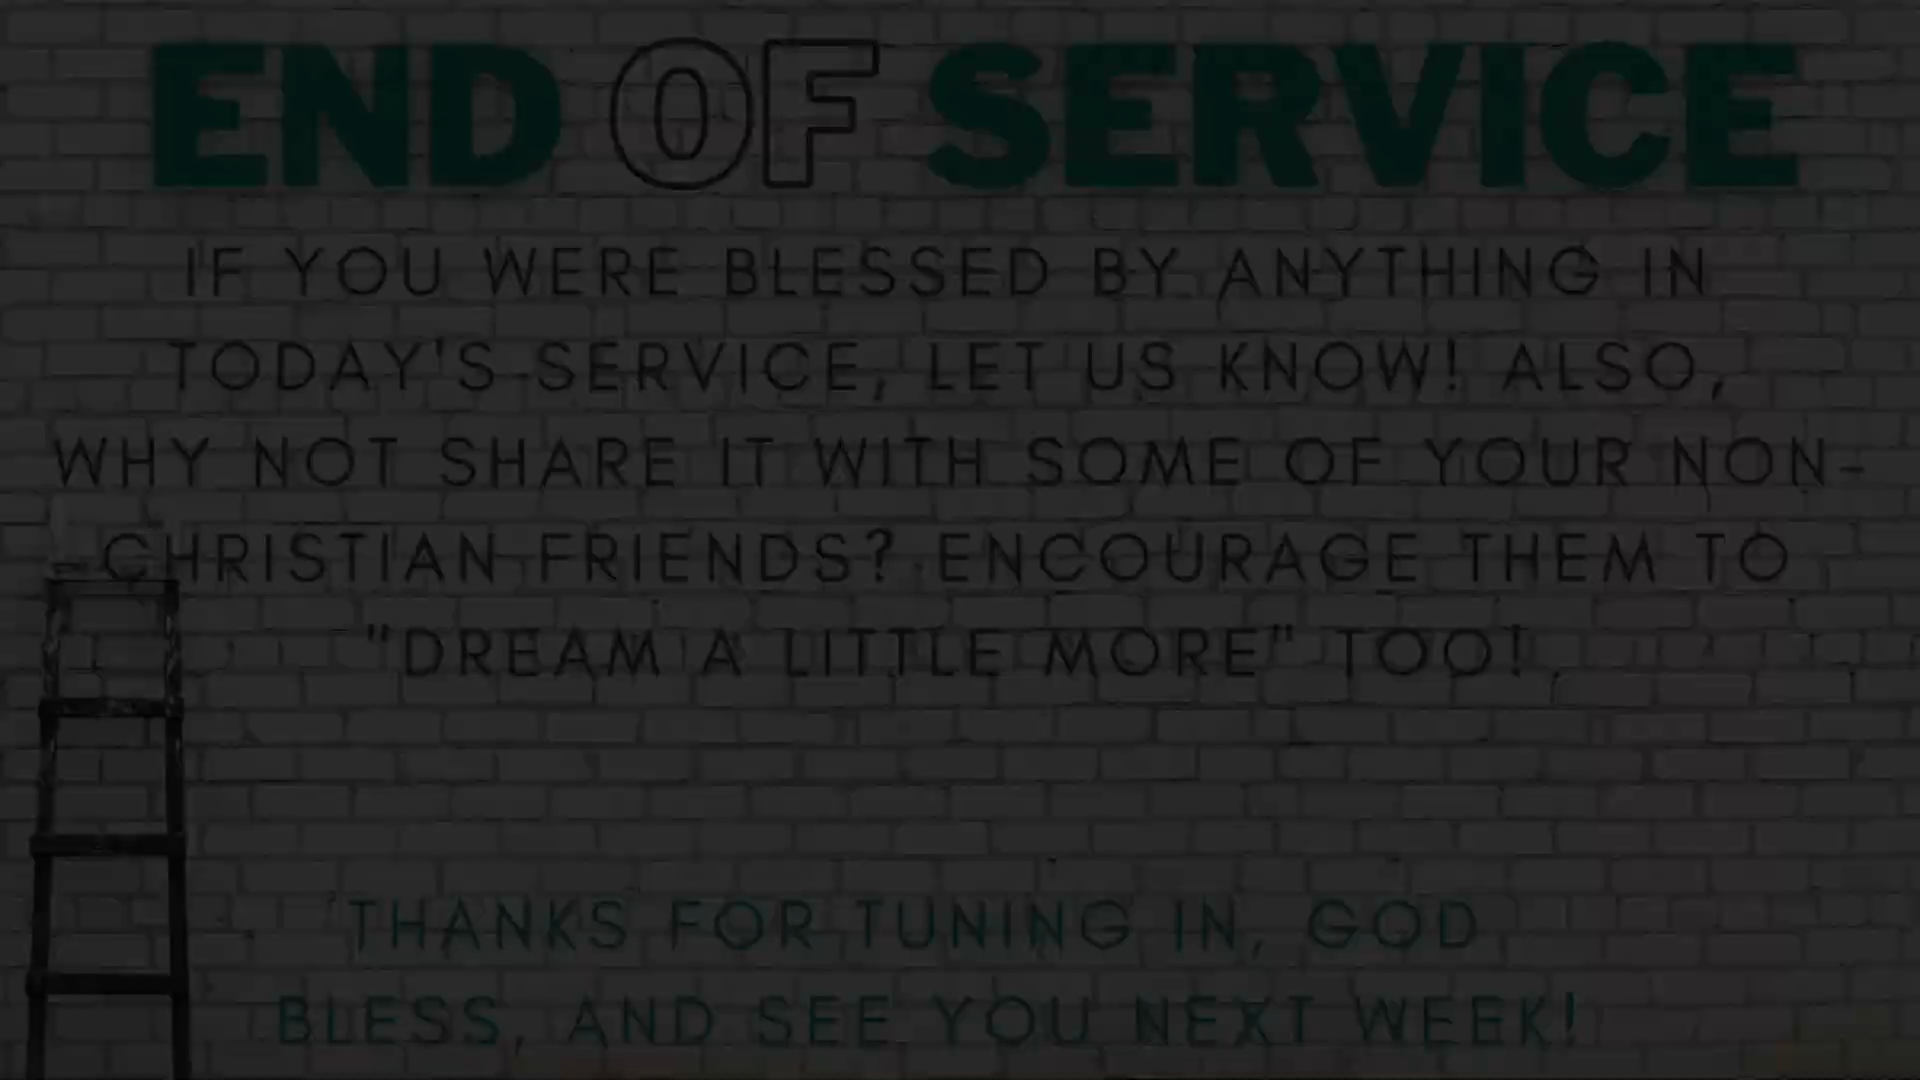 END OF SERVICE
IF YOU WERE BLESSED BY ANYTHING IN
TODAY'S SERVICE, LET US KNOW! ALSO,
WHY NOT SHARE IT WITH SOME OF YOUR NON-
CHRISTIAN FRIENDS? ENCOURAGE THEM TO
"DREAM A LITTLE MORE" TOO!
THANKS FOR TUNING IN, GOD
BLESS, AND SEE YOU NEXT WEEK!